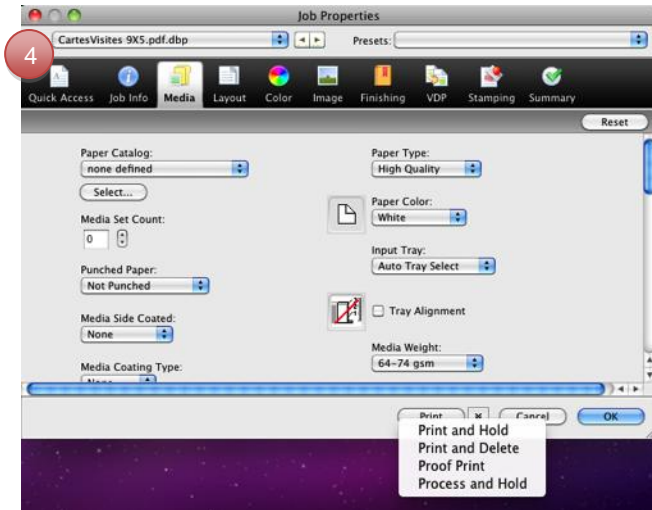 Job Properties
4
CartesVisites 9X5.pdf.dbp
Presets:
Quick Access Job Info Media Layout Color Image Finishing VDP Stamping Summary
Reset
Paper Catalog:
none defined
Select...
Media Set Count:
0
Punched Paper:
Not Punched
Media Side Coated:
None
Media Coating Type:
None
Paper Type:
High Quality
Paper Color:
White
Input Tray:
Auto Tray Select
Tray Alignment
Media Weight:
64-74 gsm
Print Cancel OK
Print and Hold
Print and Delete
Proof Print
Process and Hold